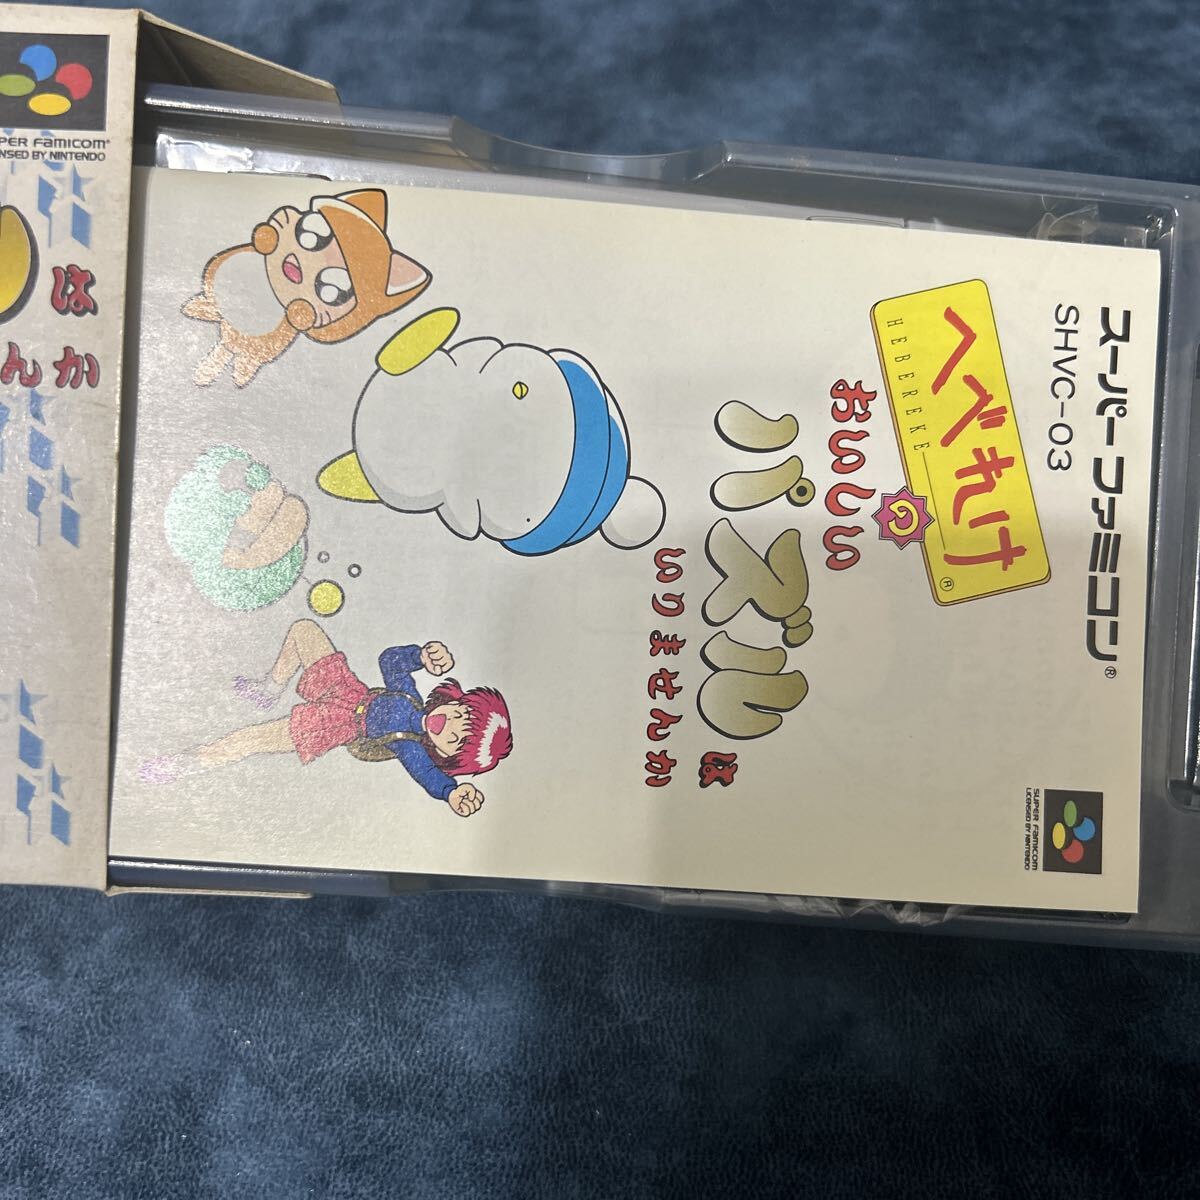 スーパーファミコン®
SHVC-03
へべれけ®
HEBEREKE
の
おいしい
パズルは
いりませんか
SUPER FAMICOM
LICENSED BY NINTENDO
PER FAMICOM®
NSED BY NINTENDO
は
んか